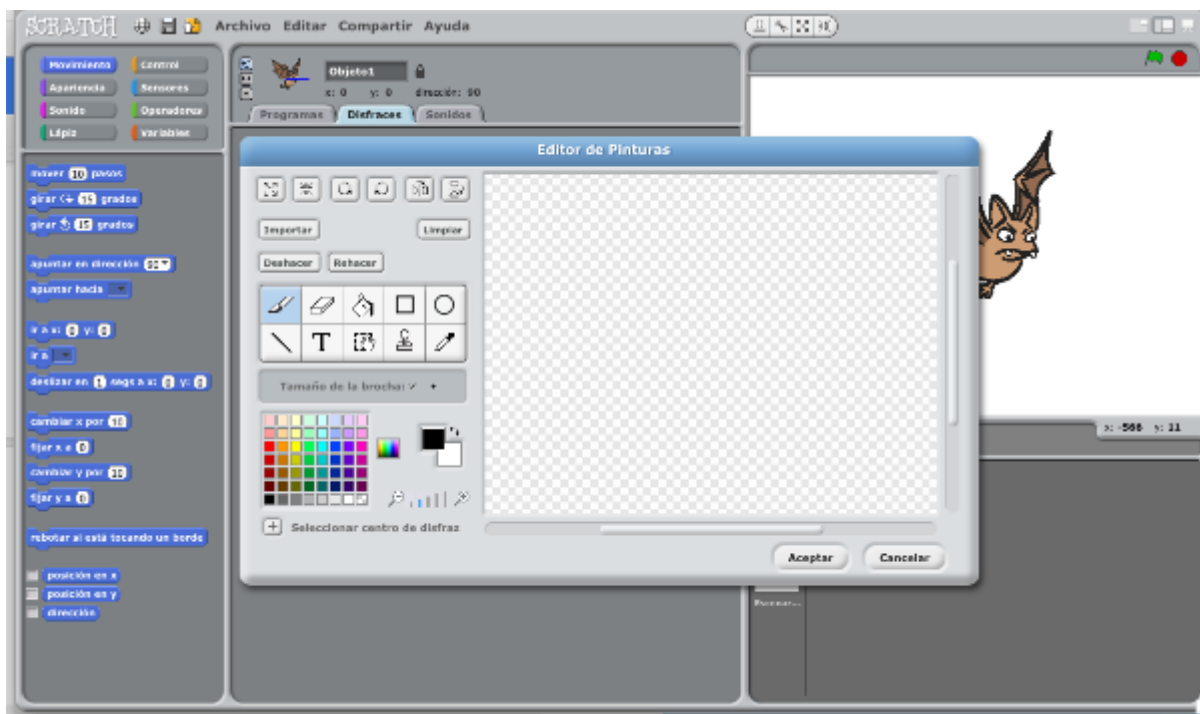 SCRATCH Archivo Editar Compartir Ayuda
Movimiento Control
Apariencia Sensores
Sonido Operadores
Lápiz Variables
Objeto1
x: 0 y: 0 dirección: 90
Programas Disfraces Sonidos
mover 10 pasos
girar 15 grados
girar 15 grados
apuntar en dirección 90
apuntar hacia
ir a x: 0 y: 0
ir a
deslizar en 1 segs a x: 0 y: 0
cambiar x por 10
fijar x a 0
cambiar y por 10
fijar y a 0
rebotar si está tocando un borde
posición en x
posición en y
dirección
Editor de Pinturas
Importar Limpiar
Deshacer Rehacer
T
Tamaño de la brocha:
Seleccionar centro de disfraz
Aceptar Cancelar
x: -566 y: 11